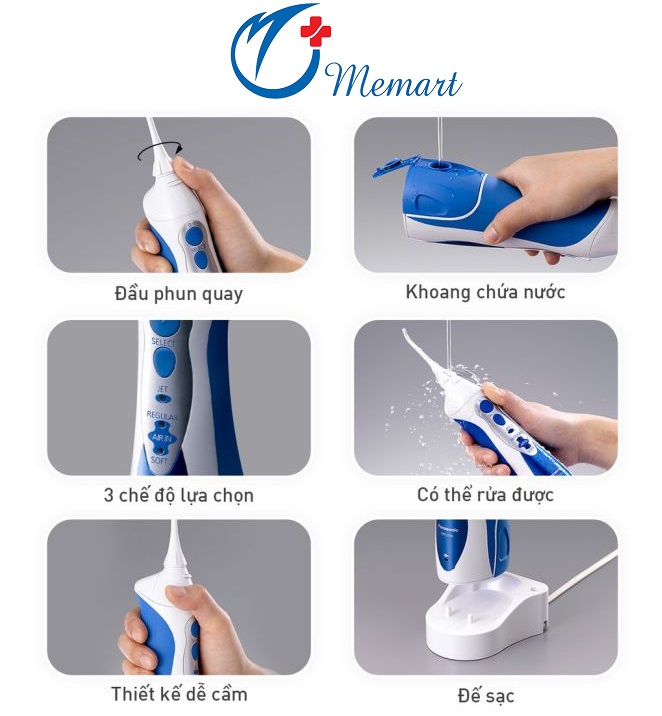 Memart
Đầu phun quay
Khoang chứa nước
SELECT
JET
REGULAR
AIR IN
SOFT
3 chế độ lựa chọn
Có thể rửa được
Panasonic
Thiết kế dễ cầm
Đế sạc